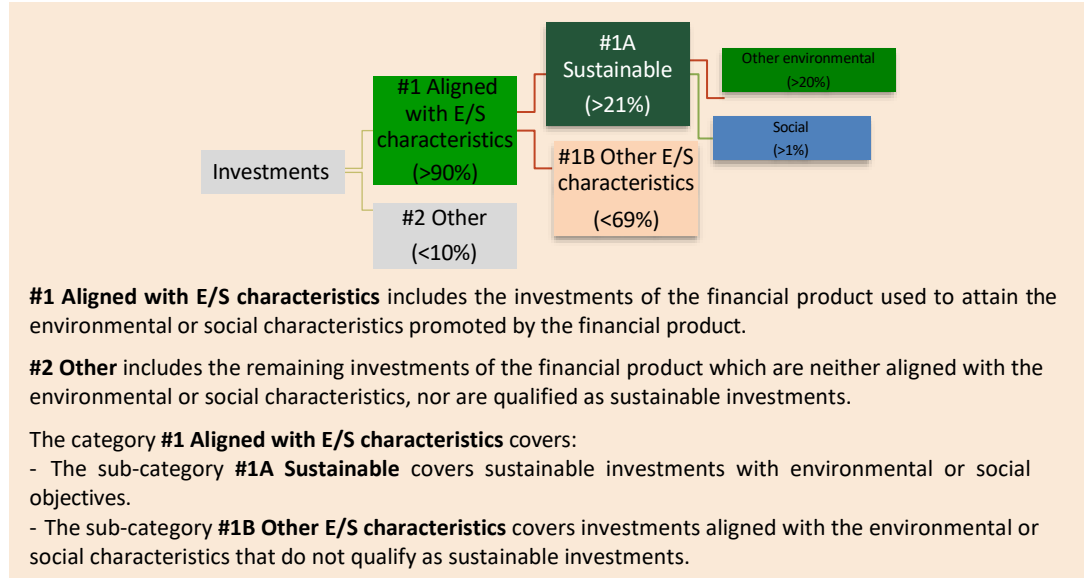 #1A
Sustainable
(>21%)
Other environmental
(>20%)
#1 Aligned
with E/S
characteristics
(>90%)
Social
(>1%)
Investments
#1B Other E/S
characteristics
(<69%)
#2 Other
(<10%)
#1 Aligned with E/S characteristics includes the investments of the financial product used to attain the
environmental or social characteristics promoted by the financial product.
#2 Other includes the remaining investments of the financial product which are neither aligned with the
environmental or social characteristics, nor are qualified as sustainable investments.
The category #1 Aligned with E/S characteristics covers:
- The sub-category #1A Sustainable covers sustainable investments with environmental or social
objectives.
- The sub-category #1B Other E/S characteristics covers investments aligned with the environmental or
social characteristics that do not qualify as sustainable investments.